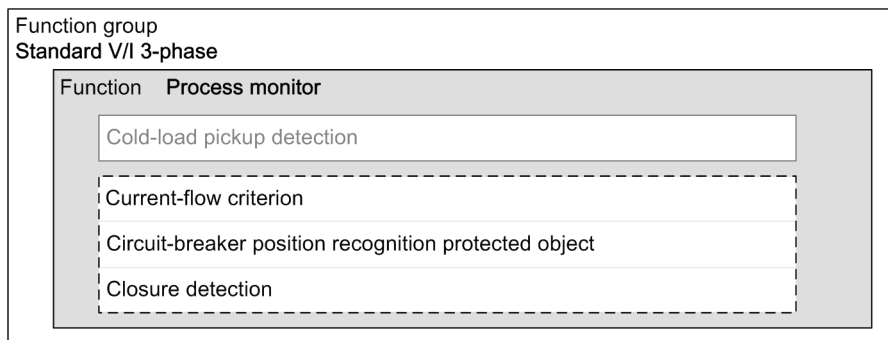 Function group
Standard V/I 3-phase
Function Process monitor
Cold-load pickup detection
Current-flow criterion
Circuit-breaker position recognition protected object
Closure detection